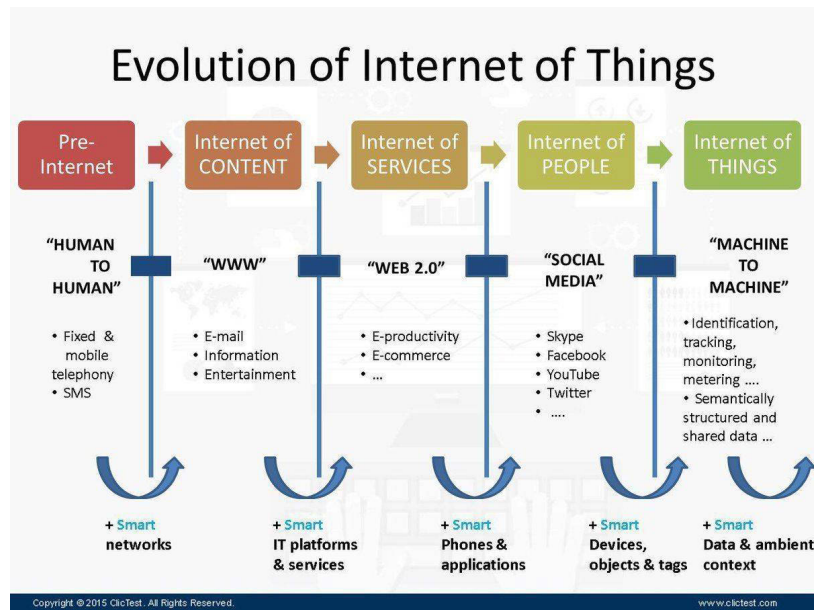 Evolution of Internet of Things
Pre-
Internet
Internet of
CONTENT
Internet of
SERVICES
Internet of
PEOPLE
Internet of
THINGS
“HUMAN
TO
HUMAN”
• Fixed &
mobile
telephony
• SMS
“WWW”
• E-mail
• Information
• Entertainment
“WEB 2.0”
• E-productivity
• E-commerce
• ...
“SOCIAL
MEDIA”
• Skype
• Facebook
• YouTube
• Twitter
• ....
“MACHINE
TO
MACHINE”
• Identification,
tracking,
monitoring,
metering ....
• Semantically
structured and
shared data ...
+ Smart
networks
+ Smart
IT platforms
& services
+ Smart
Phones &
applications
+ Smart
Devices,
objects & tags
+ Smart
Data & ambient
context
Copyright © 2015 ClicTest. All Rights Reserved.
www.clictest.com